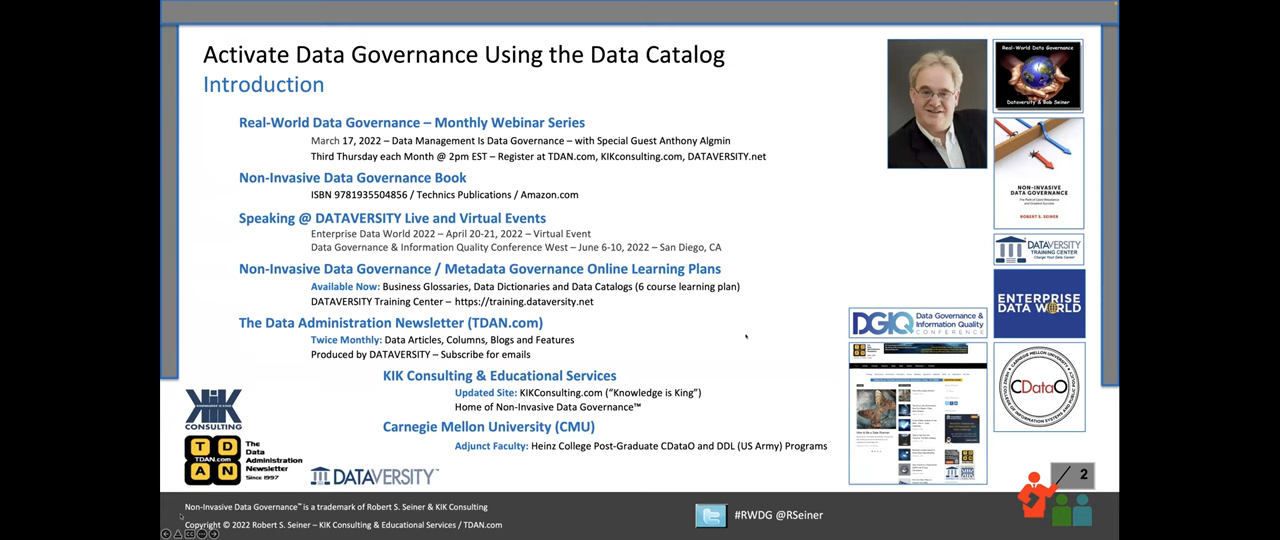 Activate Data Governance Using the Data Catalog
Introduction
Real-World Data Governance – Monthly Webinar Series
March 17, 2022 – Data Management Is Data Governance – with Special Guest Anthony Algmin
Third Thursday each Month @ 2pm EST – Register at TDAN.com, KIKconsulting.com, DATAVERSITY.net
Non-Invasive Data Governance Book
ISBN 9781935504856 / Technics Publications / Amazon.com
Speaking @ DATAVERSITY Live and Virtual Events
Enterprise Data World 2022 – April 20-21, 2022 – Virtual Event
Data Governance & Information Quality Conference West – June 6-10, 2022 – San Diego, CA
Non-Invasive Data Governance / Metadata Governance Online Learning Plans
Available Now: Business Glossaries, Data Dictionaries and Data Catalogs (6 course learning plan)
DATAVERSITY Training Center – https://training.dataversity.net
The Data Administration Newsletter (TDAN.com)
Twice Monthly: Data Articles, Columns, Blogs and Features
Produced by DATAVERSITY – Subscribe for emails
KIK Consulting & Educational Services
Updated Site: KIKConsulting.com (“Knowledge is King”)
Home of Non-Invasive Data Governance™
Carnegie Mellon University (CMU)
Adjunct Faculty: Heinz College Post-Graduate CDataO and DDL (US Army) Programs
Real-World Data Governance
Dataversity & Bob Seiner
NON-INVASIVE
DATA GOVERNANCE
ROBERT S. SEINER
DATAVERSITY
TRAINING CENTER
ENTERPRISE
DATA WORLD
DGIQ Data Governance &
Information Quality
CONFERENCE
CDataO
KIK
CONSULTING
T D
TDAN.com
A N
The
Data
Administration
Newsletter
Since 1997
DATAVERSITY™
2
Non-Invasive Data Governance™ is a trademark of Robert S. Seiner & KIK Consulting
Copyright © 2022 Robert S. Seiner – KIK Consulting & Educational Services / TDAN.com
#RWDG @RSeiner